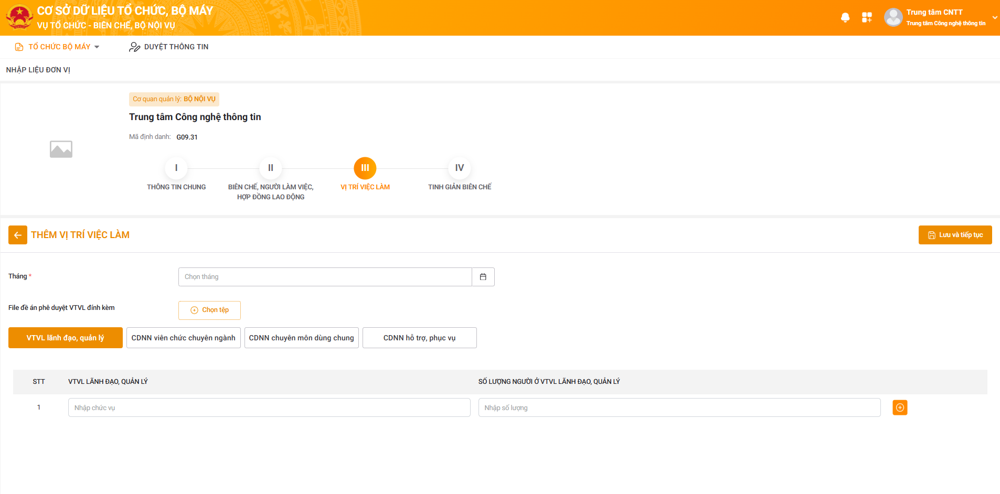 CƠ SỞ DỮ LIỆU TỔ CHỨC, BỘ MÁY
VỤ TỔ CHỨC - BIÊN CHẾ, BỘ NỘI VỤ
Trung tâm CNTT
Trung tâm Công nghệ thông tin
TỔ CHỨC BỘ MÁY
DUYỆT THÔNG TIN
NHẬP LIỆU ĐƠN VỊ
Cơ quan quản lý: BỘ NỘI VỤ
Trung tâm Công nghệ thông tin
Mã định danh: G09.31
I
II
III
IV
THÔNG TIN CHUNG
BIÊN CHẾ, NGƯỜI LÀM VIỆC,
HỢP ĐỒNG LAO ĐỘNG
VỊ TRÍ VIỆC LÀM
TINH GIẢN BIÊN CHẾ
THÊM VỊ TRÍ VIỆC LÀM
Lưu và tiếp tục
Tháng *
Chọn tháng
File đề án phê duyệt VTVL đính kèm
Chọn tệp
VTVL lãnh đạo, quản lý
CDNN viên chức chuyên ngành
CDNN chuyên môn dùng chung
CDNN hỗ trợ, phục vụ
STT
VTVL LÃNH ĐẠO, QUẢN LÝ
SỐ LƯỢNG NGƯỜI Ở VTVL LÃNH ĐẠO, QUẢN LÝ
1
Nhập chức vụ
Nhập số lượng